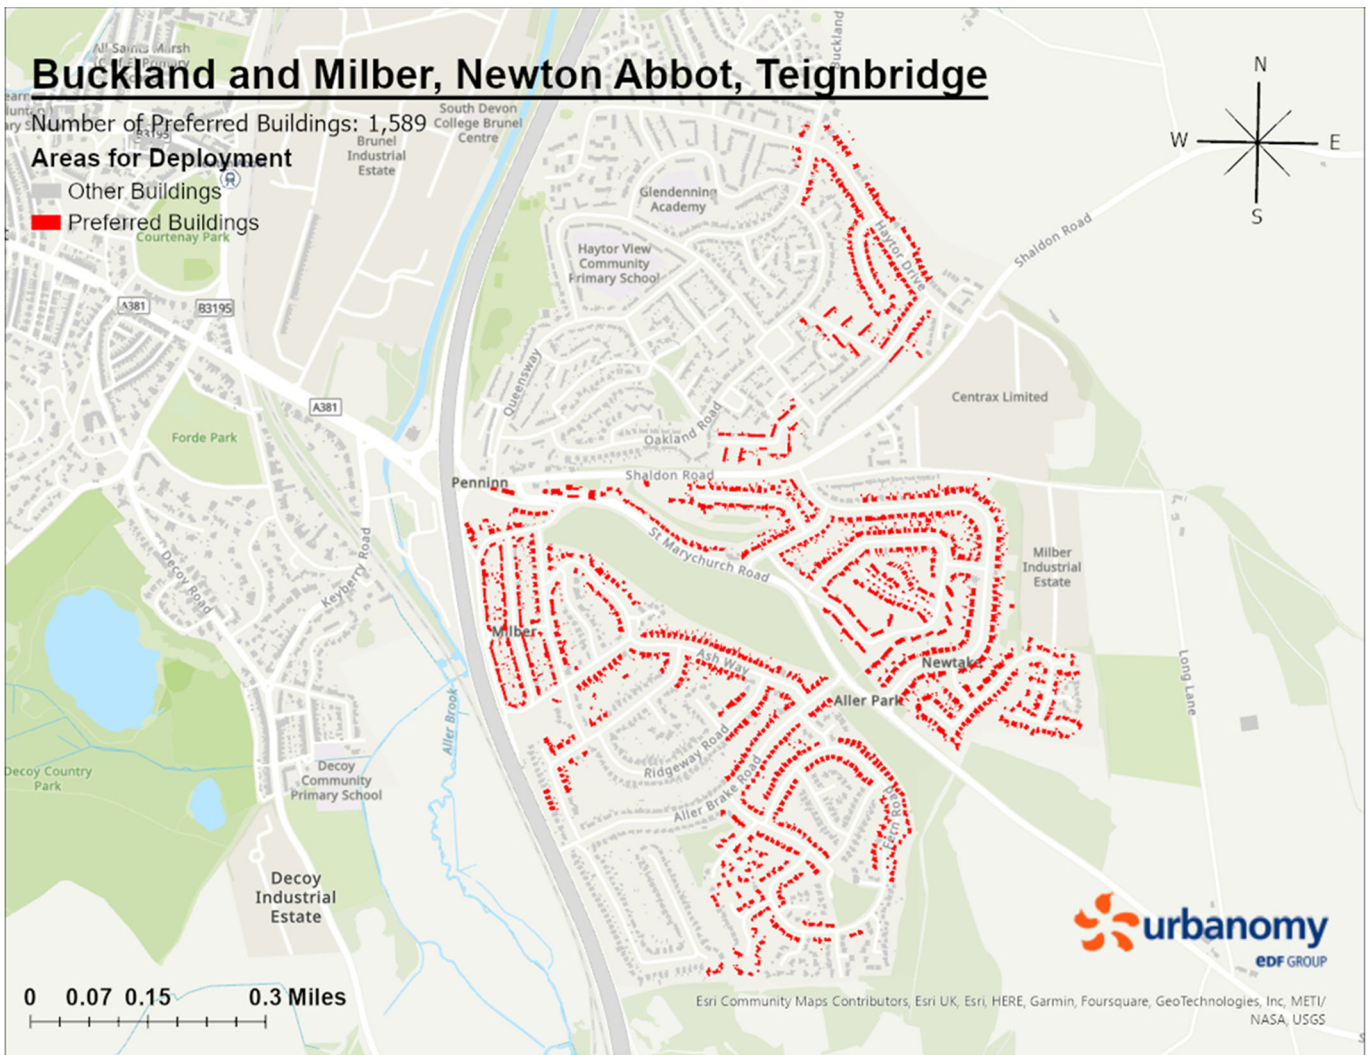 Buckland and Milber, Newton Abbot, Teignbridge
Number of Preferred Buildings: 1,589
Areas for Deployment
Other Buildings
Preferred Buildings
All Saints Marsh
B3195
Brunel
Industrial
Estate
South Devon
College Brunel
Centre
Buckland
Glendenning
Academy
Haytor View
Community
Primary School
Haytor Drive
Shaldon Road
N
W
E
S
Courtenay Park
A381
B3195
A381
Forde Park
Queensway
Oakland Road
Centrax Limited
Penninn
Shaldon Road
St Marychurch Road
Milber
Industrial
Estate
Decoy Road
Keyberry Road
Milber
Ash Way
Newtake
Aller Park
Long Lane
Aller Brook
Ridgeway Road
Aller Brake Road
Fern Road
Decoy Country
Park
Decoy
Community
Primary School
Decoy
Industrial
Estate
urbanomy
eDF GROUP
0 0.07 0.15 0.3 Miles
Esri Community Maps Contributors, Esri UK, Esri, HERE, Garmin, Foursquare, GeoTechnologies, Inc, METI/
NASA, USGS